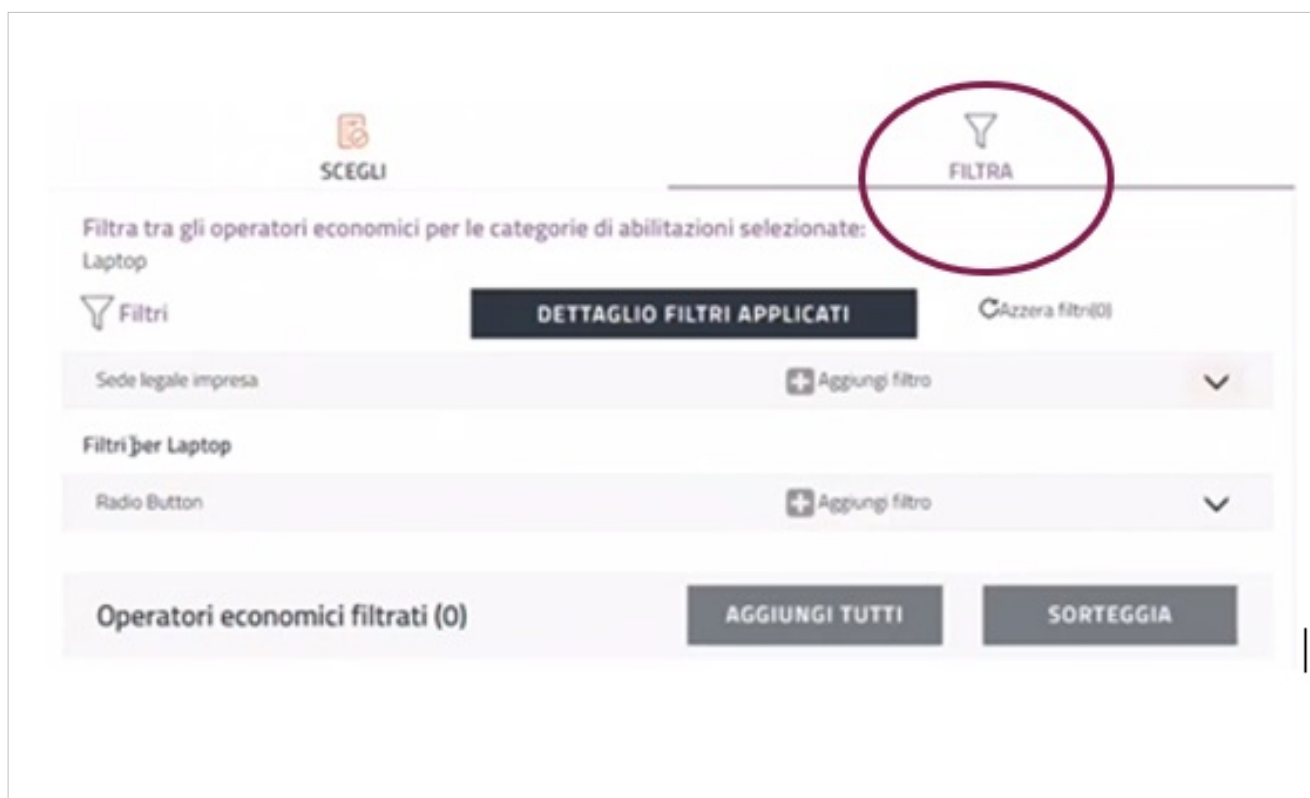 SCEGLI
FILTRA
Filtra tra gli operatori economici per le categorie di abilitazioni selezionate:
Laptop
Filtri
DETTAGLIO FILTRI APPLICATI
Azzera filtri(0)
Sede legale impresa
Aggiungi filtro
Filtri per Laptop
Radio Button
Aggiungi filtro
Operatori economici filtrati (0)
AGGIUNGI TUTTI
SORTEGGIA